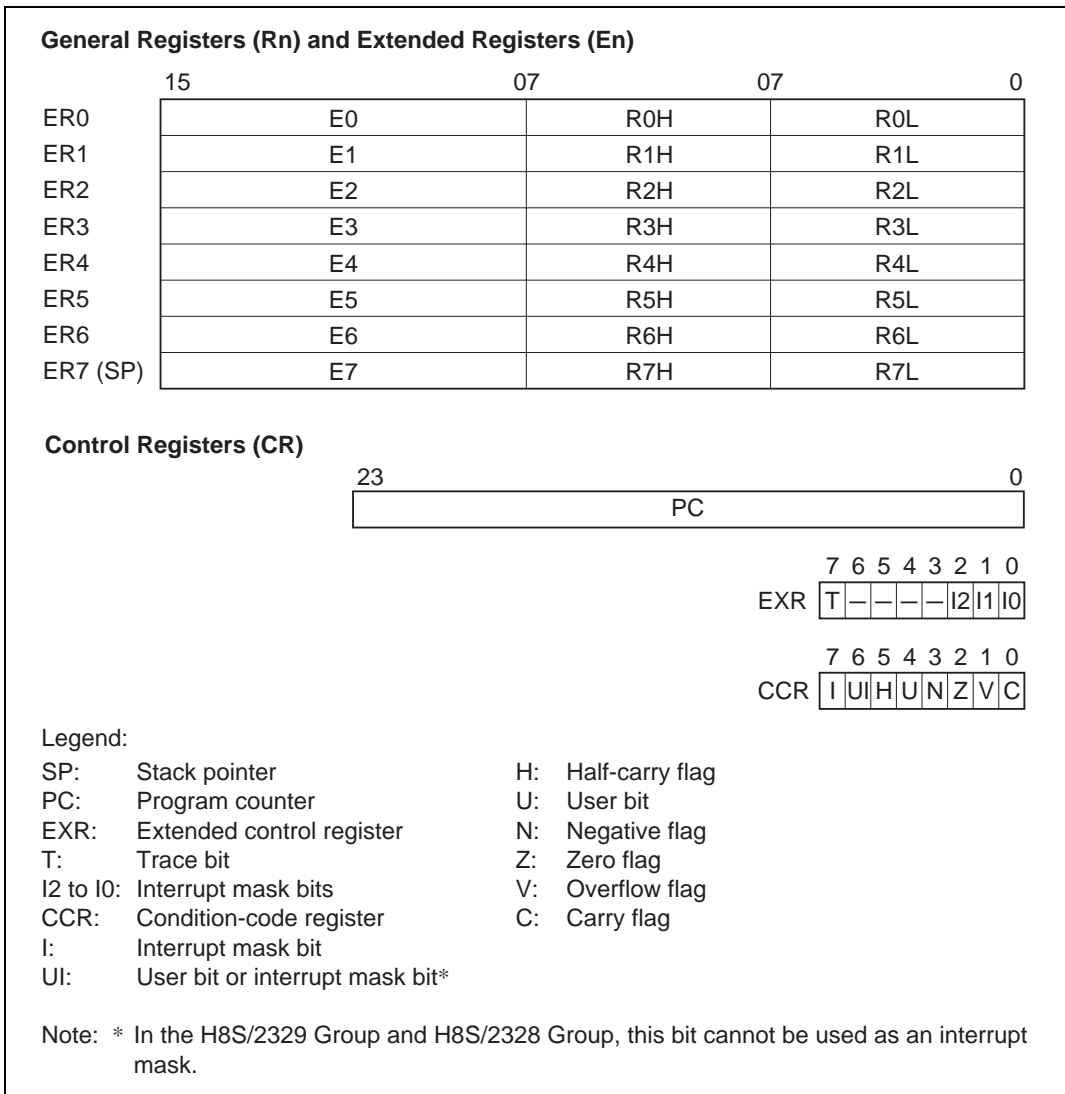 General Registers (Rn) and Extended Registers (En)
15 07 07 0
ER0 E0 R0H R0L
ER1 E1 R1H R1L
ER2 E2 R2H R2L
ER3 E3 R3H R3L
ER4 E4 R4H R4L
ER5 E5 R5H R5L
ER6 E6 R6H R6L
ER7 (SP) E7 R7H R7L
Control Registers (CR)
23 0
PC
7 6 5 4 3 2 1 0
EXR T — — — — I2 I1 I0
7 6 5 4 3 2 1 0
CCR I UI H U N Z V C
Legend:
SP: Stack pointer
PC: Program counter
EXR: Extended control register
T: Trace bit
I2 to I0: Interrupt mask bits
CCR: Condition-code register
I: Interrupt mask bit
UI: User bit or interrupt mask bit*
H: Half-carry flag
U: User bit
N: Negative flag
Z: Zero flag
V: Overflow flag
C: Carry flag
Note: * In the H8S/2329 Group and H8S/2328 Group, this bit cannot be used as an interrupt
mask.